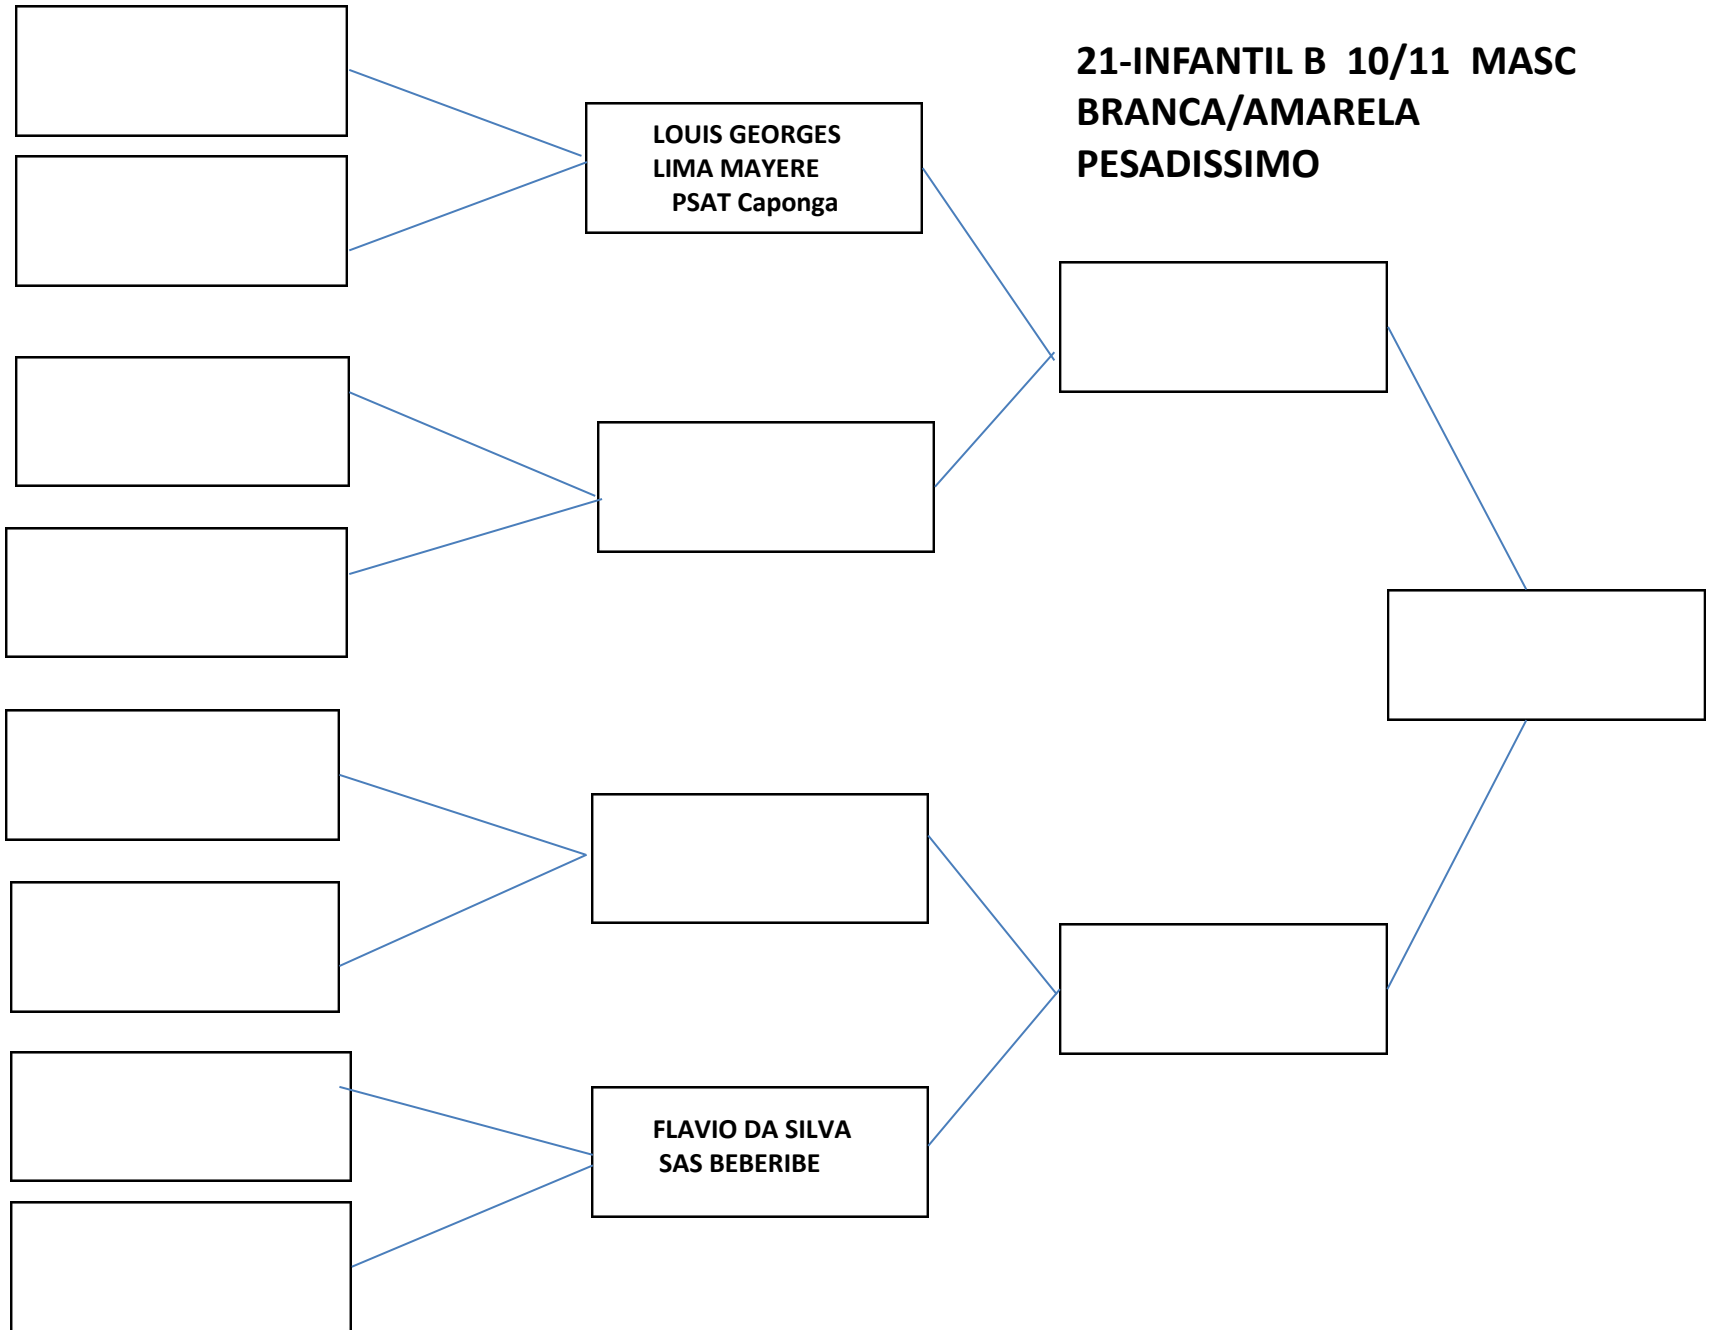 21-INFANTIL B 10/11 MASC
BRANCA/AMARELA
PESADISSIMO
LOUIS GEORGES
LIMA MAYERE
PSAT Caponga
FLAVIO DA SILVA
SAS BEBERIBE